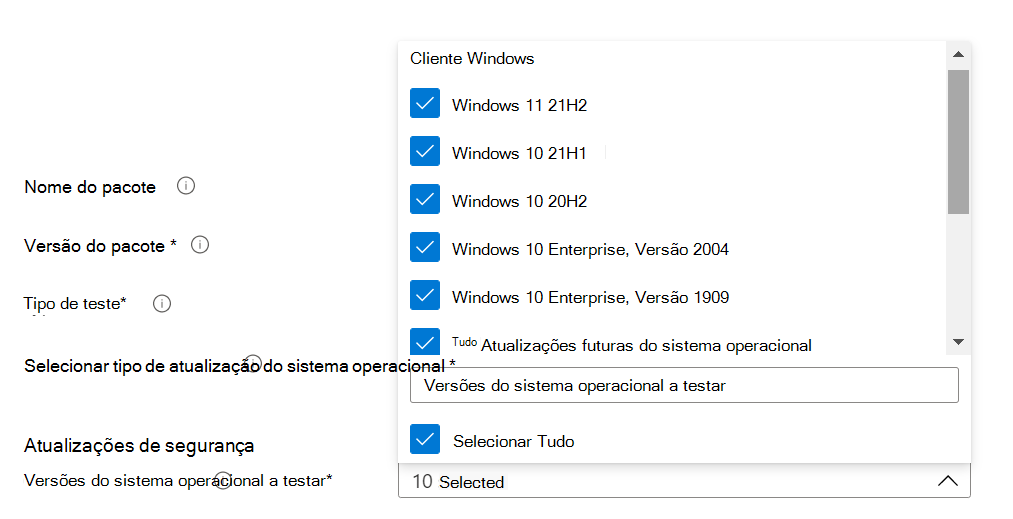 Cliente Windows
Windows 11 21H2
Windows 10 21H1
Nome do pacote
Windows 10 20H2
Versão do pacote *
Windows 10 Enterprise, Versão 2004
Tipo de teste*
Windows 10 Enterprise, Versão 1909
Tudo Atualizações futuras do sistema operacional
Selecionar tipo de atualização do sistema operacional *
Versões do sistema operacional a testar
Selecionar Tudo
Atualizações de segurança
Versões do sistema operacional a testar*
10 Selected